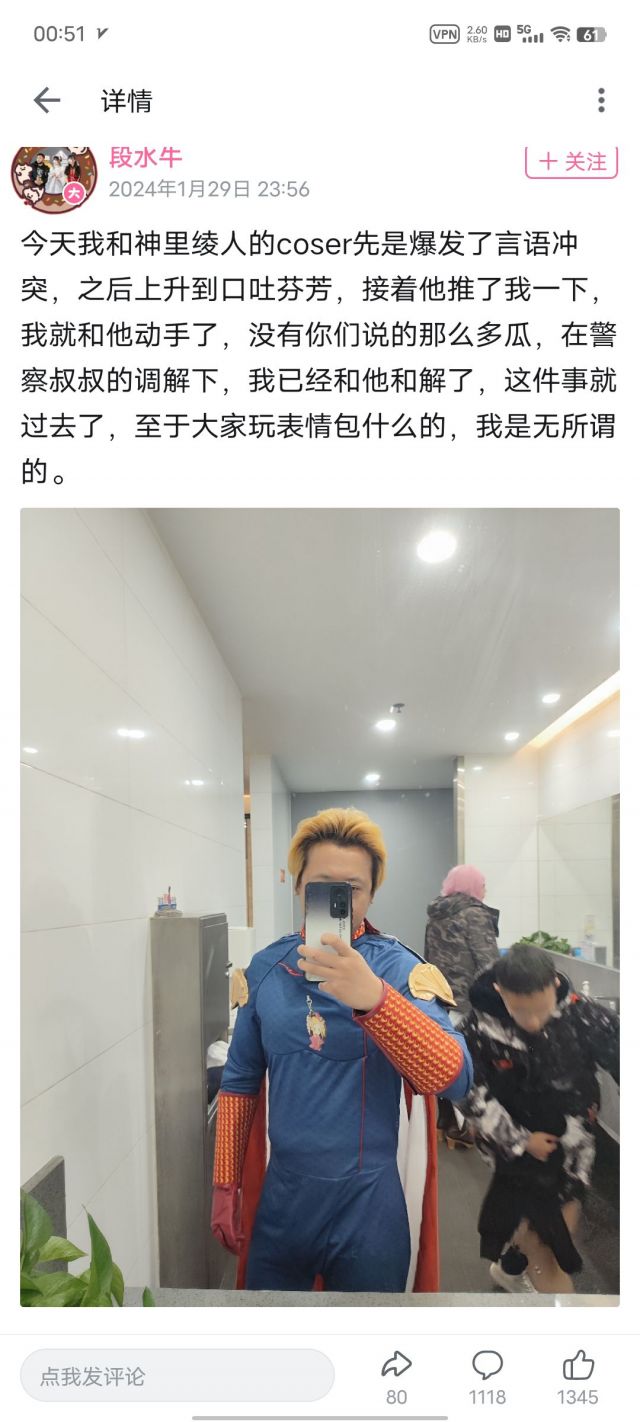 00:51
VPN
2.60
KB/s
HD
5G
61
详情
段水牛
大
2024年1月29日 23:56
＋关注
今天我和神里绫人的coser先是爆发了言语冲
突，之后上升到口吐芬芳，接着他推了我一下，
我就和他动手了，没有你们说的那么多瓜，在警
察叔叔的调解下，我已经和他和解了，这件事就
过去了，至于大家玩表情包什么的，我是无所谓
的。
点我发评论
80
1118
1345